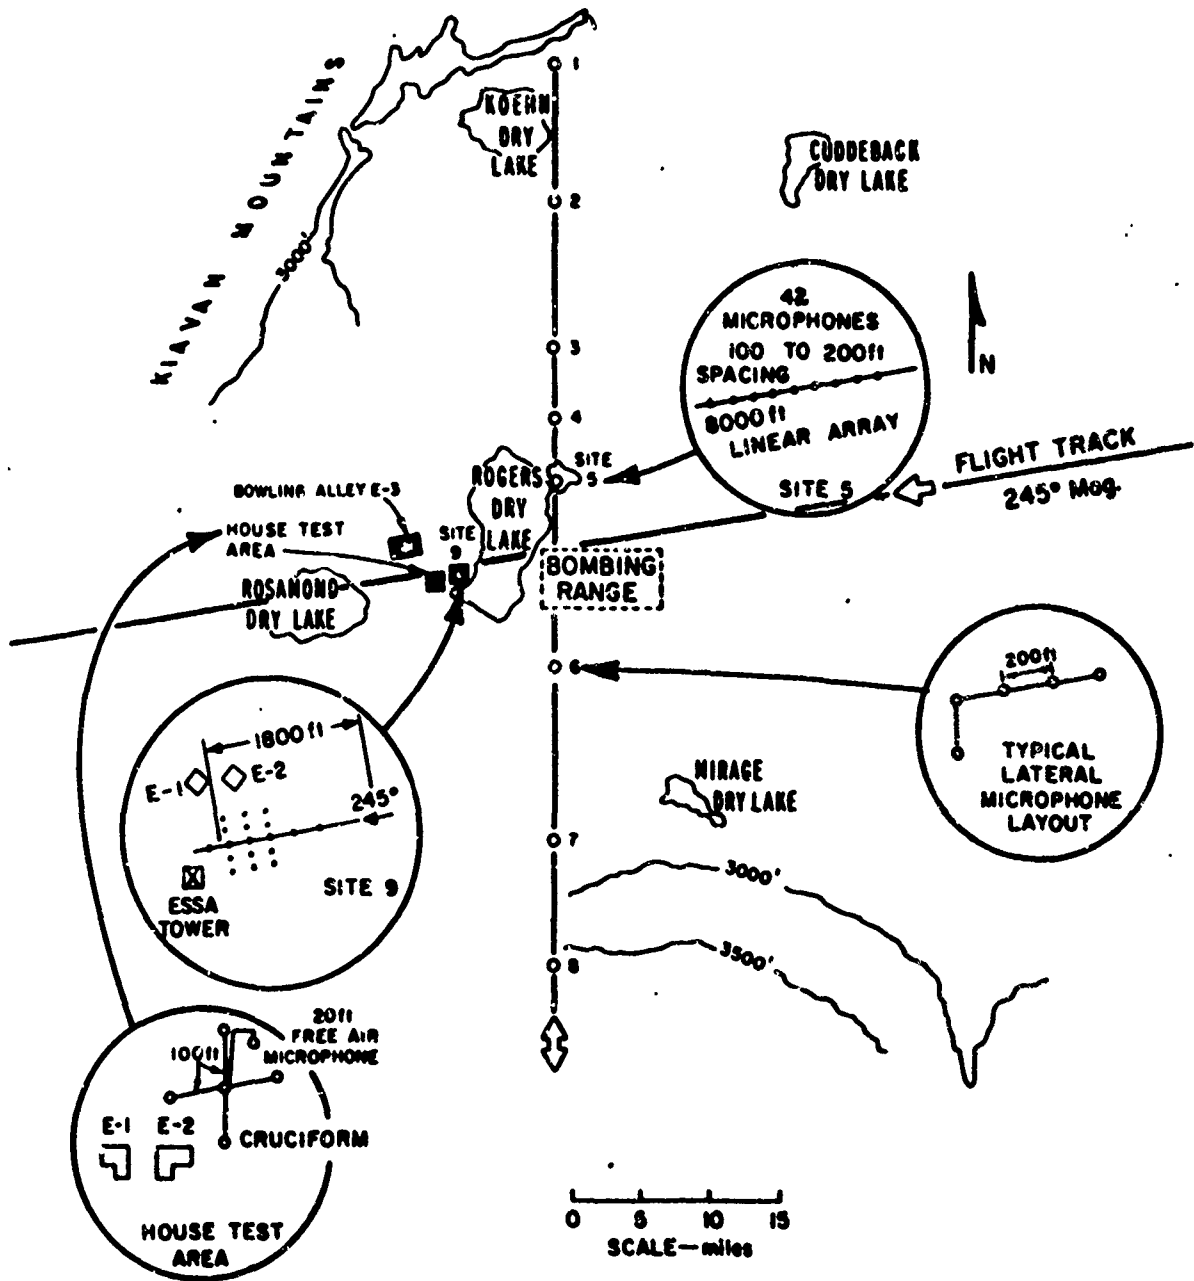 1
KOEHN
DRY
LAKE
CUDDEBACK
DRY LAKE
2
KIAVAH MOUNTAINS
3000'
42
MICROPHONES
100 TO 200ft
SPACING
8000ft
LINEAR ARRAY
SITE 5
N
3
4
FLIGHT TRACK
245° Mag.
SITE
5
ROGERS
DRY
LAKE
BOWLING ALLEY E-3
HOUSE TEST
AREA
SITE
9
ROSAMOND
DRY LAKE
BOMBING
RANGE
6
200ft
TYPICAL
LATERAL
MICROPHONE
LAYOUT
1800ft
E-1
E-2
245°
SITE 9
ESSA
TOWER
MIRAGE
DRY LAKE
7
3000'
3500'
8
20ft
FREE AIR
MICROPHONE
100ft
E-1 E-2
CRUCIFORM
HOUSE TEST
AREA
0 5 10 15
SCALE—miles